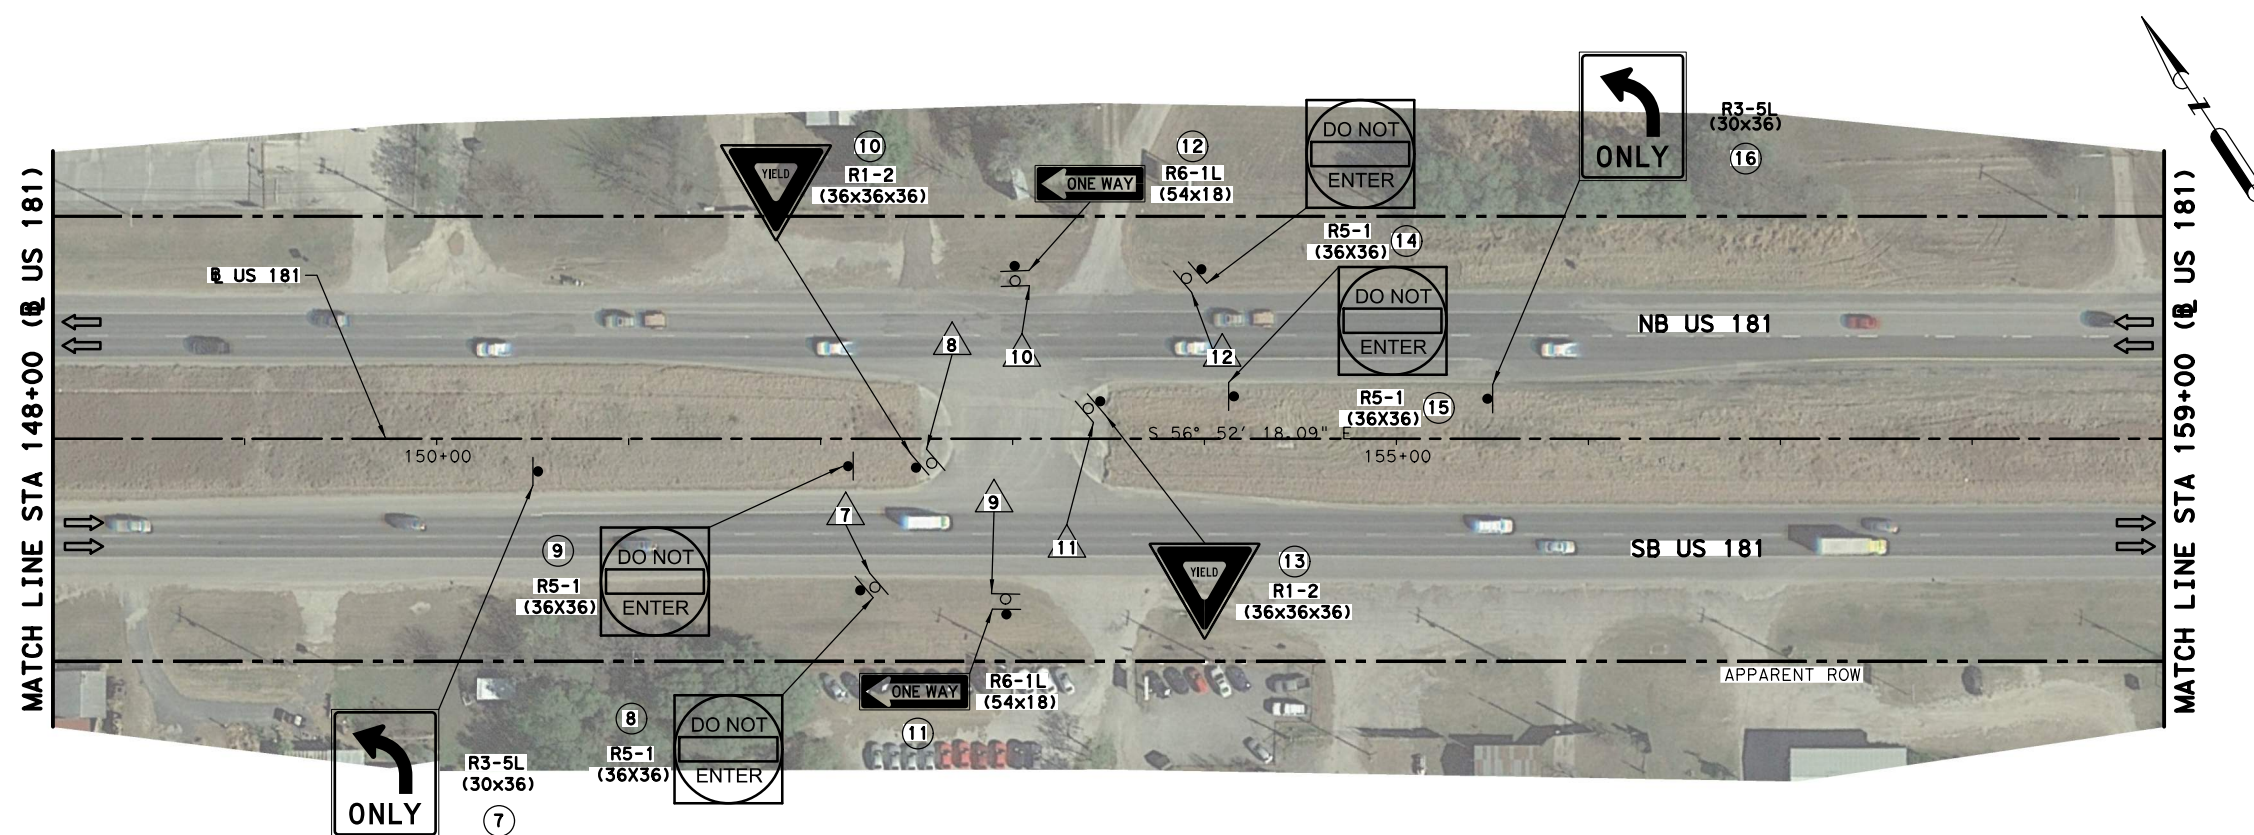 MATCH LINE STA 148+00 (BL US 181)
BL US 181
150+00
YIELD
10
R1-2
(36x36x36)
ONE WAY
12
R6-1L
(54x18)
DO NOT
ENTER
R5-1
(36X36)
14
ONLY
R3-5L
(30x36)
16
N
DO NOT
ENTER
R5-1
(36X36)
15
8
10
12
NB US 181
S 56° 52' 18.09" E
155+00
7
9
11
SB US 181
9
R5-1
(36X36)
DO NOT
ENTER
YIELD
13
R1-2
(36x36x36)
ONLY
R3-5L
(30x36)
7
8
R5-1
(36X36)
DO NOT
ENTER
ONE WAY
R6-1L
(54x18)
11
APPARENT ROW
MATCH LINE STA 159+00 (BL US 181)